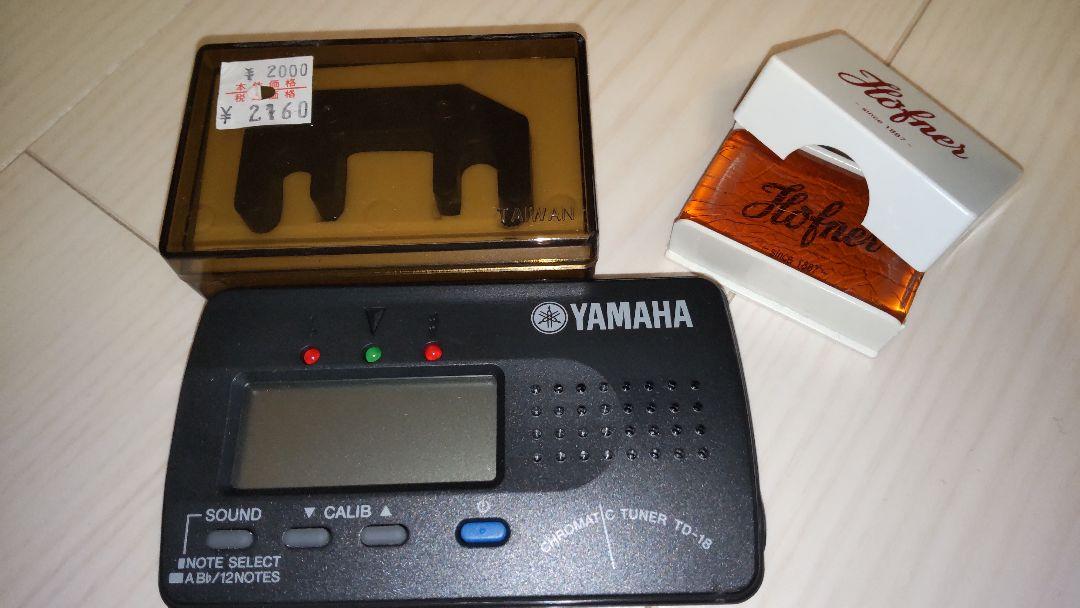 ¥ 2000
本体価格
税込価格
¥ 2160
TAIWAN
Höfner
- since 1887 -
Höfner
- since 1887 -
YAMAHA
SOUND
▼ CALIB ▲
NOTE SELECT
AB♭/12NOTES
CHROMATIC TUNER TD-18